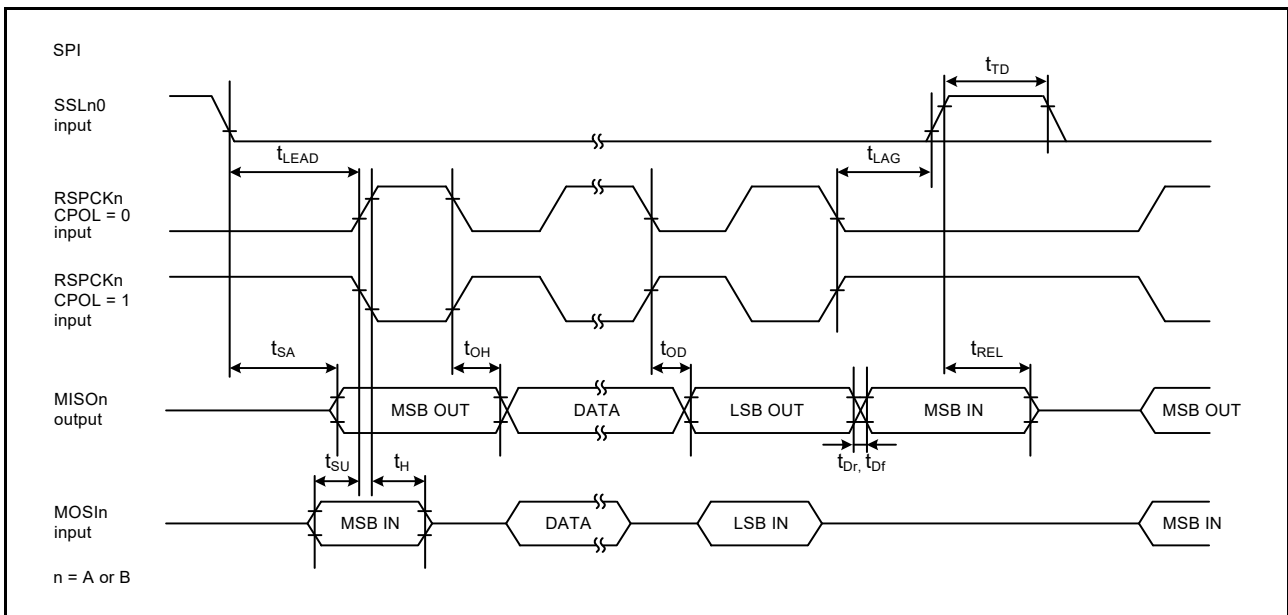 SPI
tTD
SSLn0
input
tLEAD
tLAG
RSPCKn
CPOL = 0
input
RSPCKn
CPOL = 1
input
tSA
tOH
tOD
tREL
MISOn
output
MSB OUT
DATA
LSB OUT
MSB IN
MSB OUT
tSU
tH
tDr, tDf
MOSIn
input
MSB IN
DATA
LSB IN
MSB IN
n = A or B